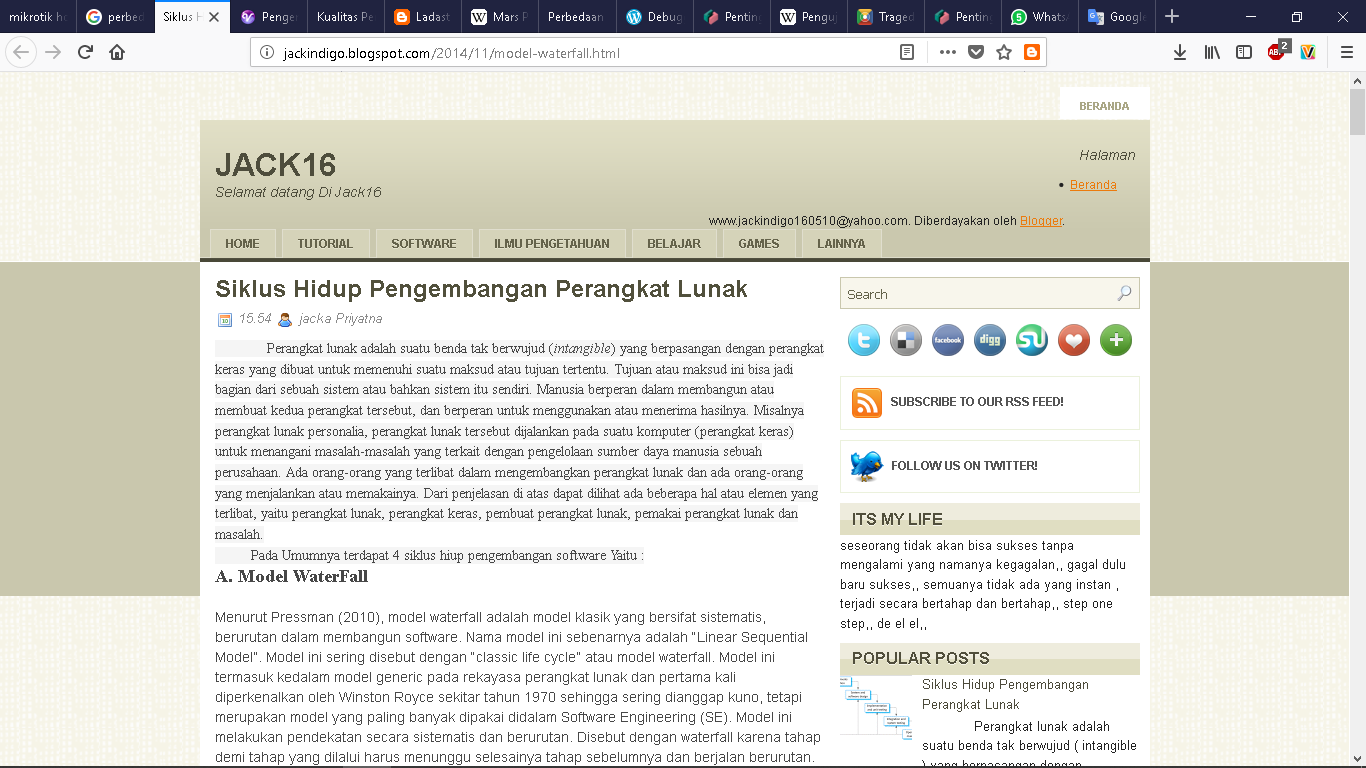 mikrotik ho
perbed
Siklus H
Penger
Kualitas Pe
Ladast
Mars P
Perbedaan
Debug
Pentin
Penguj
Traged
Pentin
WhatsA
Google
jackindigo.blogspot.com/2014/11/model-waterfall.html
ABP
2
BERANDA
JACK16
Selamat datang Di Jack16
Halaman
Beranda
www.jackindigo160510@yahoo.com. Diberdayakan oleh Blogger.
HOME TUTORIAL SOFTWARE ILMU PENGETAHUAN BELAJAR GAMES LAINNYA
Siklus Hidup Pengembangan Perangkat Lunak
15.54 jacka Priyatna
Perangkat lunak adalah suatu benda tak berwujud (intangible) yang berpasangan dengan perangkat
keras yang dibuat untuk memenuhi suatu maksud atau tujuan tertentu. Tujuan atau maksud ini bisa jadi
bagian dari sebuah sistem atau bahkan sistem itu sendiri. Manusia berperan dalam membangun atau
membuat kedua perangkat tersebut, dan berperan untuk menggunakan atau menerima hasilnya. Misalnya
perangkat lunak personalia, perangkat lunak tersebut dijalankan pada suatu komputer (perangkat keras)
untuk menangani masalah-masalah yang terkait dengan pengelolaan sumber daya manusia sebuah
perusahaan. Ada orang-orang yang terlibat dalam mengembangkan perangkat lunak dan ada orang-orang
yang menjalankan atau memakainya. Dari penjelasan di atas dapat dilihat ada beberapa hal atau elemen yang
terlibat, yaitu perangkat lunak, perangkat keras, pembuat perangkat lunak, pemakai perangkat lunak dan
masalah.
Pada Umumnya terdapat 4 siklus hiup pengembangan software Yaitu :
A. Model WaterFall
Menurut Pressman (2010), model waterfall adalah model klasik yang bersifat sistematis,
berurutan dalam membangun software. Nama model ini sebenarnya adalah “Linear Sequential
Model”. Model ini sering disebut dengan “classic life cycle” atau model waterfall. Model ini
termasuk kedalam model generic pada rekayasa perangkat lunak dan pertama kali
diperkenalkan oleh Winston Royce sekitar tahun 1970 sehingga sering dianggap kuno, tetapi
merupakan model yang paling banyak dipakai didalam Software Engineering (SE). Model ini
melakukan pendekatan secara sistematis dan berurutan. Disebut dengan waterfall karena tahap
demi tahap yang dilalui harus menunggu selesainya tahap sebelumnya dan berjalan berurutan.
Search
facebook
digg
SUBSCRIBE TO OUR RSS FEED!
FOLLOW US ON TWITTER!
ITS MY LIFE
seseorang tidak akan bisa sukses tanpa
mengalami yang namanya kegagalan,, gagal dulu
baru sukses,, semuanya tidak ada yang instan ,
terjadi secara bertahap dan bertahap,, step one
step,, de el el,,
POPULAR POSTS
Siklus Hidup Pengembangan
Perangkat Lunak
Perangkat lunak adalah
suatu benda tak berwujud ( intangible
) yang berpasangan dengan